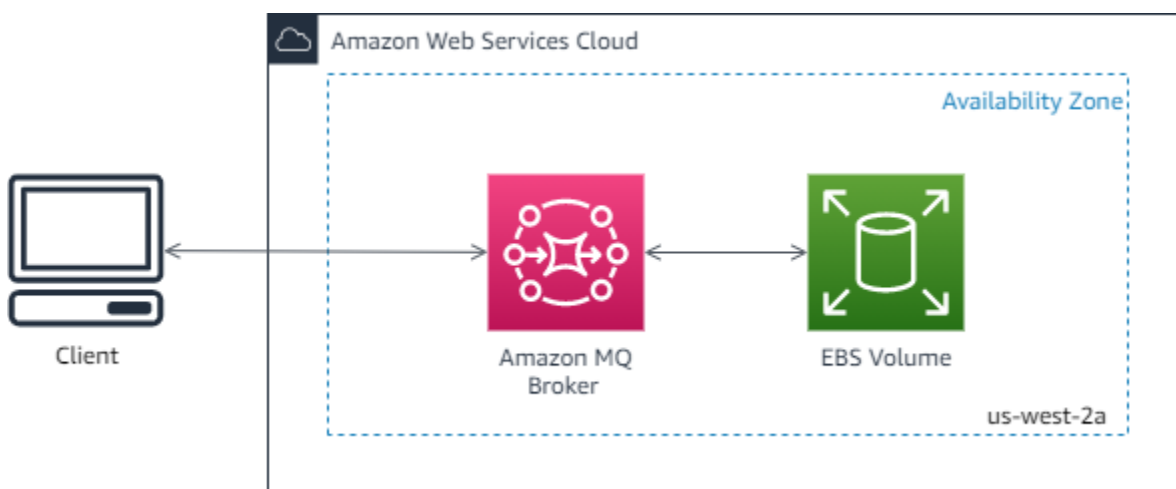 Amazon Web Services Cloud
Availability Zone
Client
Amazon MQ
Broker
EBS Volume
us-west-2a